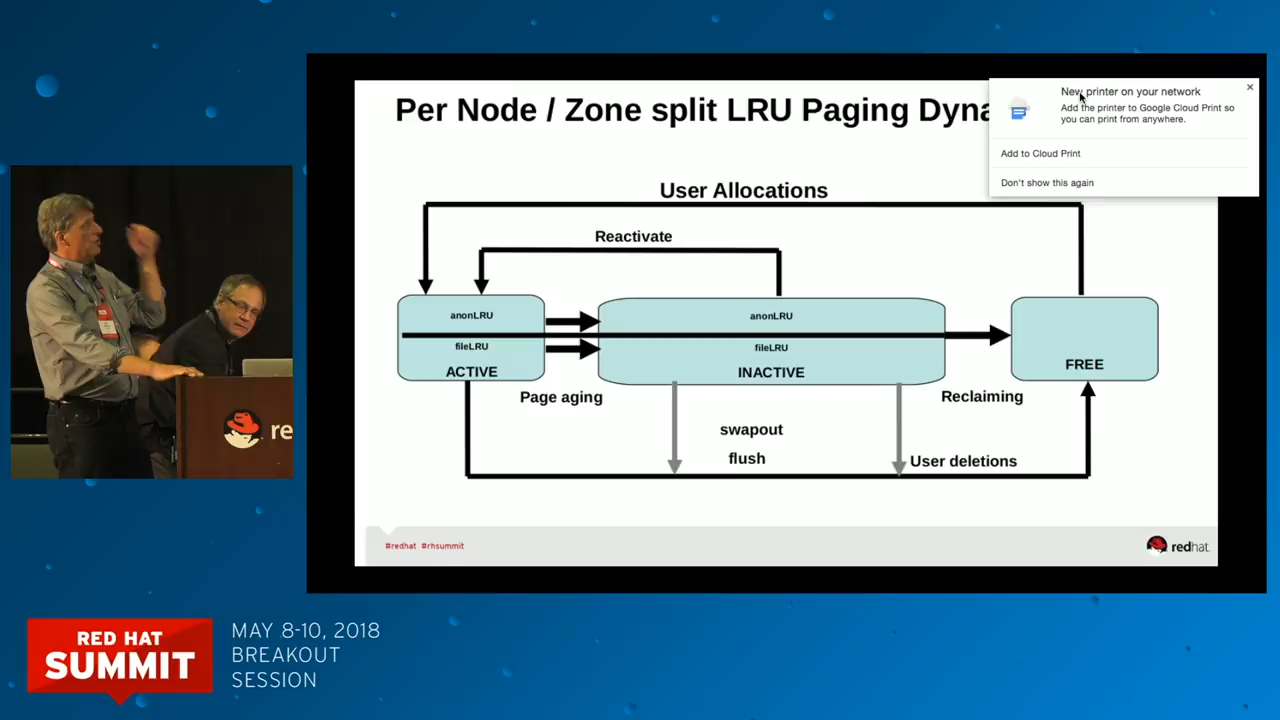 Per Node / Zone split LRU Paging Dyna
New printer on your network
Add the printer to Google Cloud Print so
you can print from anywhere.
Add to Cloud Print
Don't show this again
User Allocations
Reactivate
anonLRU
fileLRU
ACTIVE
anonLRU
fileLRU
INACTIVE
FREE
Page aging
Reclaiming
swapout
flush
User deletions
#redhat #rhsummit
redhat.
re
RED HAT
SUMMIT
MAY 8-10, 2018
BREAKOUT
SESSION